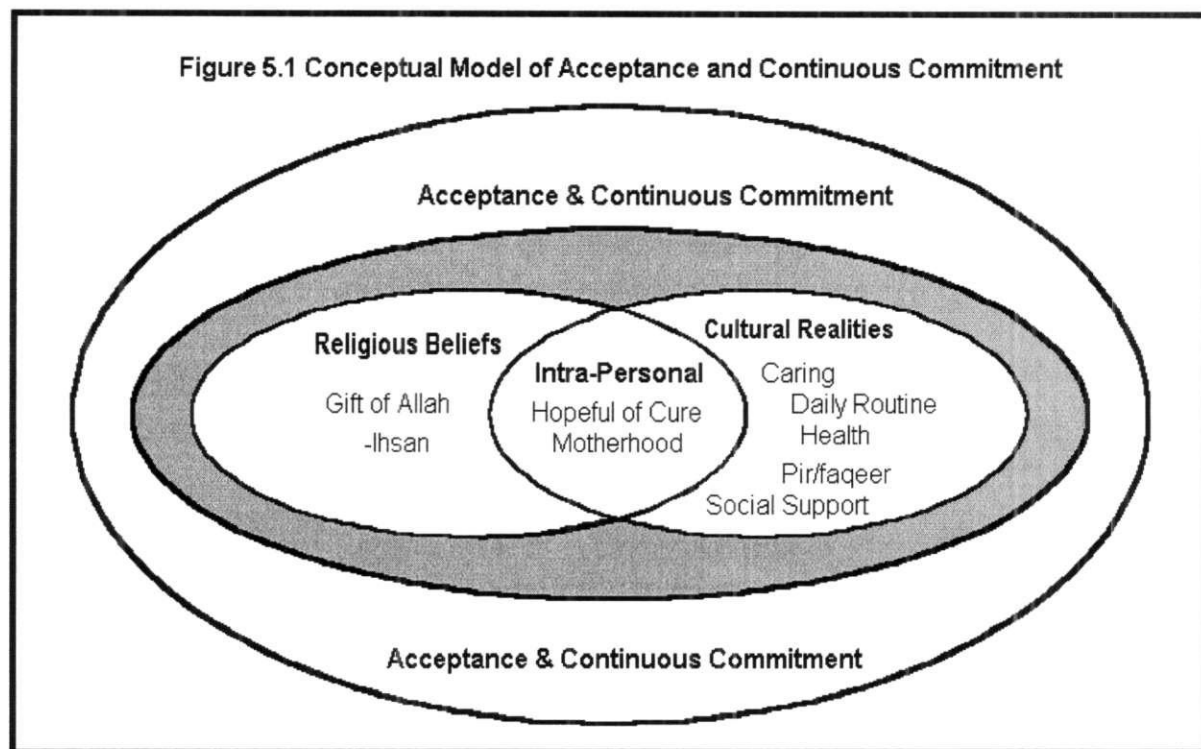 Figure 5.1 Conceptual Model of Acceptance and Continuous Commitment
Acceptance & Continuous Commitment
Religious Beliefs
Gift of Allah
-Ihsan
Intra-Personal
Hopeful of Cure
Motherhood
Cultural Realities
Caring
Daily Routine
Health
Pir/faqeer
Social Support
Acceptance & Continuous Commitment